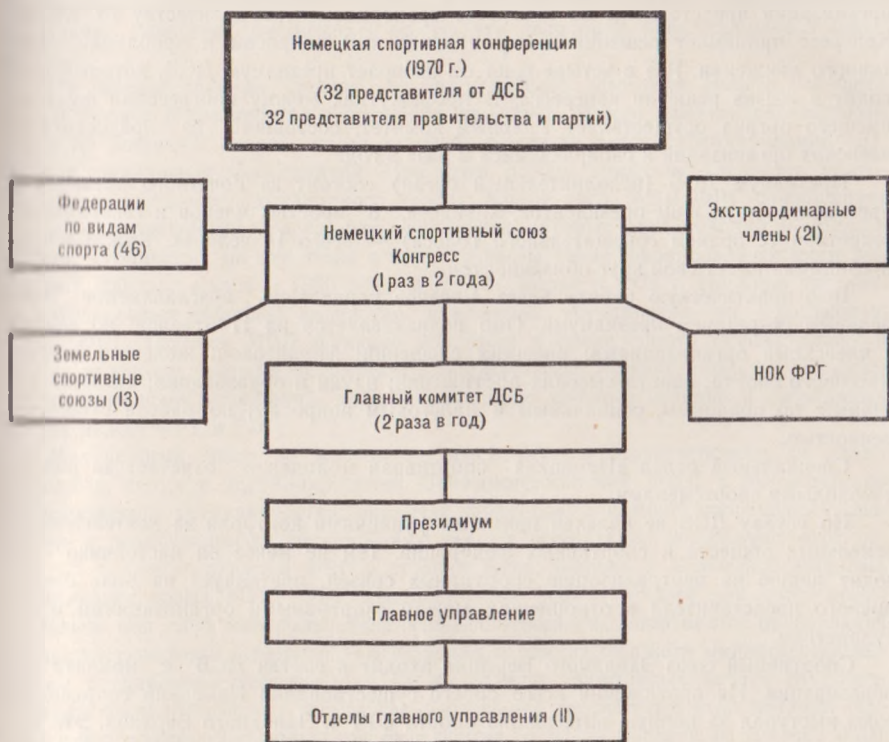 Немецкая спортивная конференция
(1970 г.)
(32 представителя от ДСБ
32 представителя правительства и партий)
Федерации
по видам
спорта (46)
Немецкий спортивный союз
Конгресс
(1 раз в 2 года)
Экстраординарные
члены (21)
Земельные
спортивные
союзы (13)
Главный комитет ДСБ
(2 раза в год)
НОК ФРГ
Президиум
Главное управление
Отделы главного управления (11)